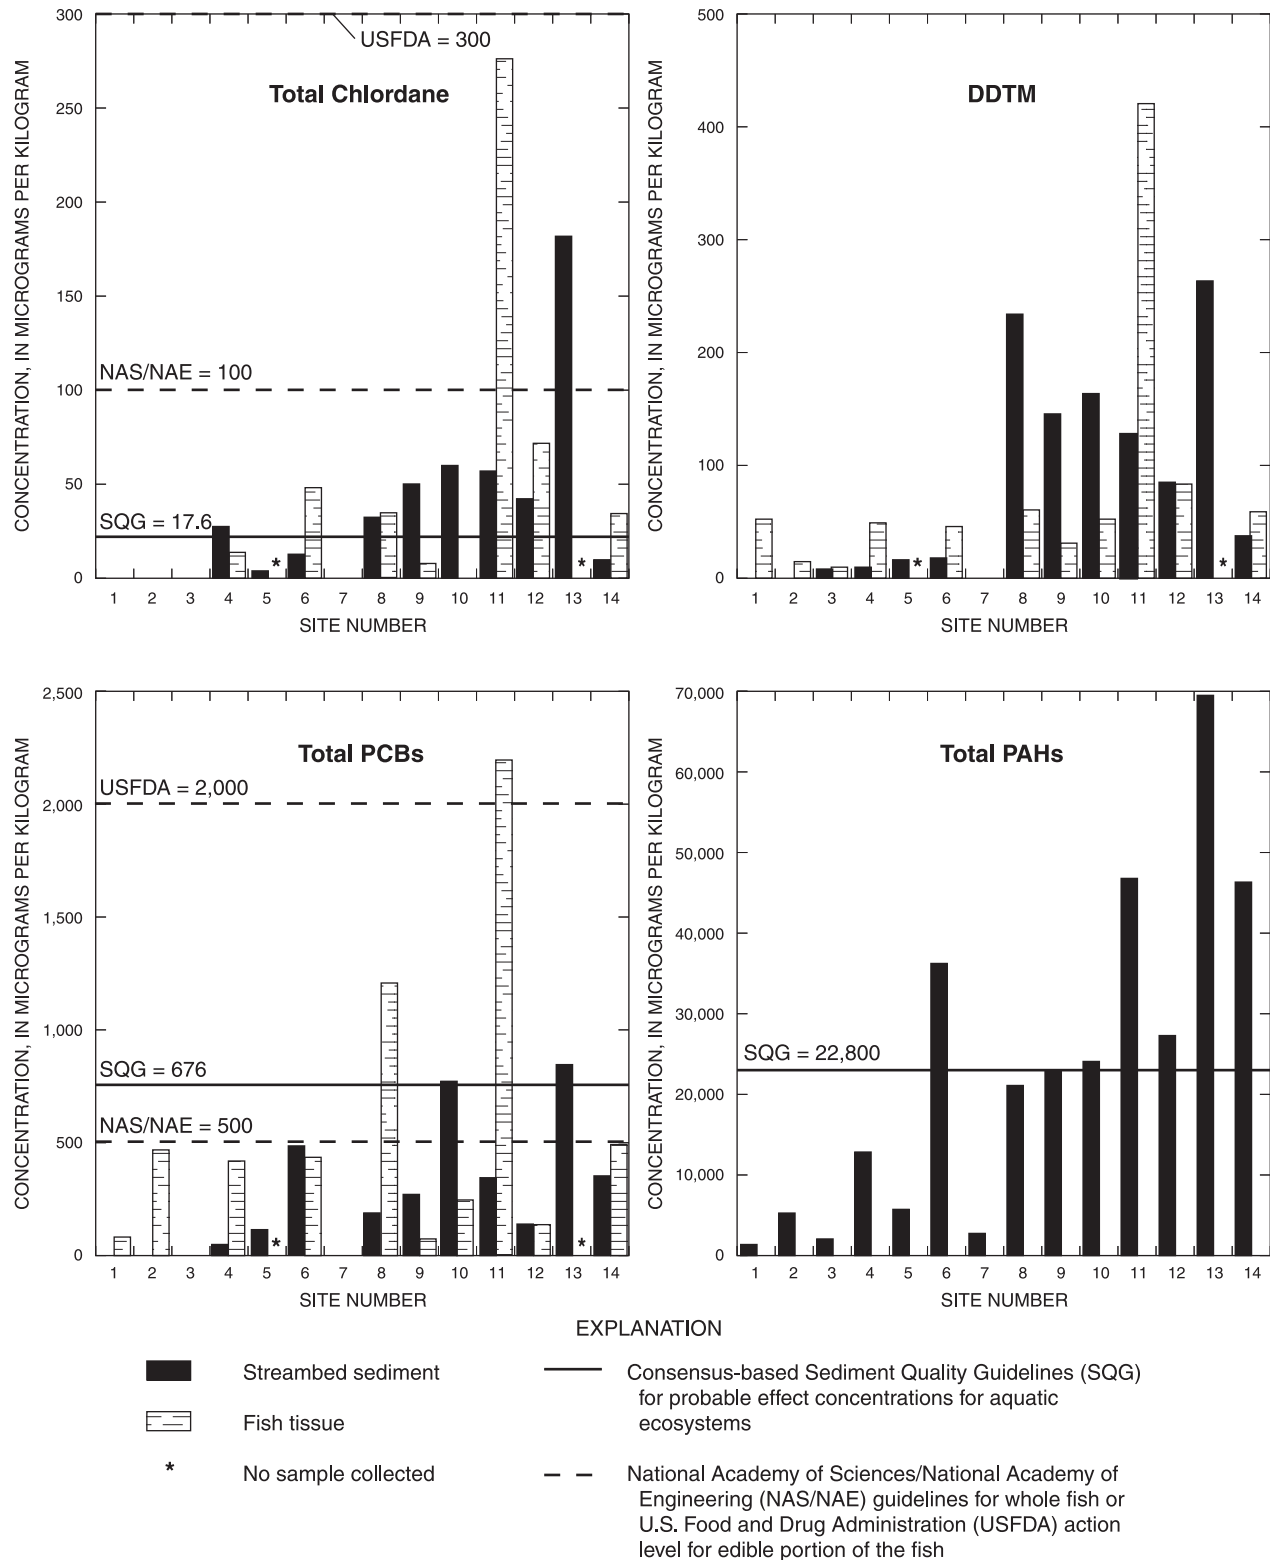 Total Chlordane
CONCENTRATION, IN MICROGRAMS PER KILOGRAM
300
250
200
150
100
50
0
USFDA = 300
NAS/NAE = 100
SQG = 17.6
*
*
1 2 3 4 5 6 7 8 9 10 11 12 13 14
SITE NUMBER
DDTM
CONCENTRATION, IN MICROGRAMS PER KILOGRAM
500
400
300
200
100
0
*
*
1 2 3 4 5 6 7 8 9 10 11 12 13 14
SITE NUMBER
Total PCBs
CONCENTRATION, IN MICROGRAMS PER KILOGRAM
2,500
2,000
1,500
1,000
500
0
USFDA = 2,000
SQG = 676
NAS/NAE = 500
*
*
1 2 3 4 5 6 7 8 9 10 11 12 13 14
SITE NUMBER
Total PAHs
CONCENTRATION, IN MICROGRAMS PER KILOGRAM
70,000
60,000
50,000
40,000
30,000
20,000
10,000
0
SQG = 22,800
1 2 3 4 5 6 7 8 9 10 11 12 13 14
SITE NUMBER
EXPLANATION
Streambed sediment
Fish tissue
* No sample collected
Consensus-based Sediment Quality Guidelines (SQG)
for probable effect concentrations for aquatic
ecosystems
National Academy of Sciences/National Academy of
Engineering (NAS/NAE) guidelines for whole fish or
U.S. Food and Drug Administration (USFDA) action
level for edible portion of the fish